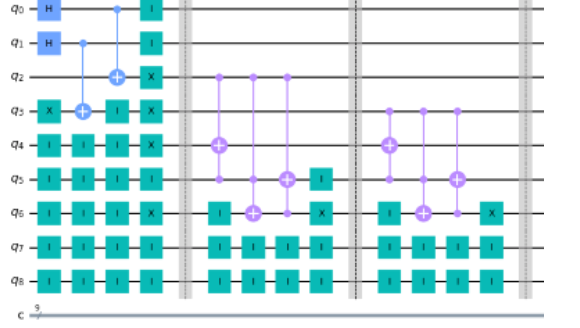 q0 H I
q1 H I
q2 X
q3 X I X
q4 I I I X
q5 I I I I I
q6 I I I X I X I X
q7 I I I I I I I I I I I I
q8 I I I I I I I I I I I I
c 9